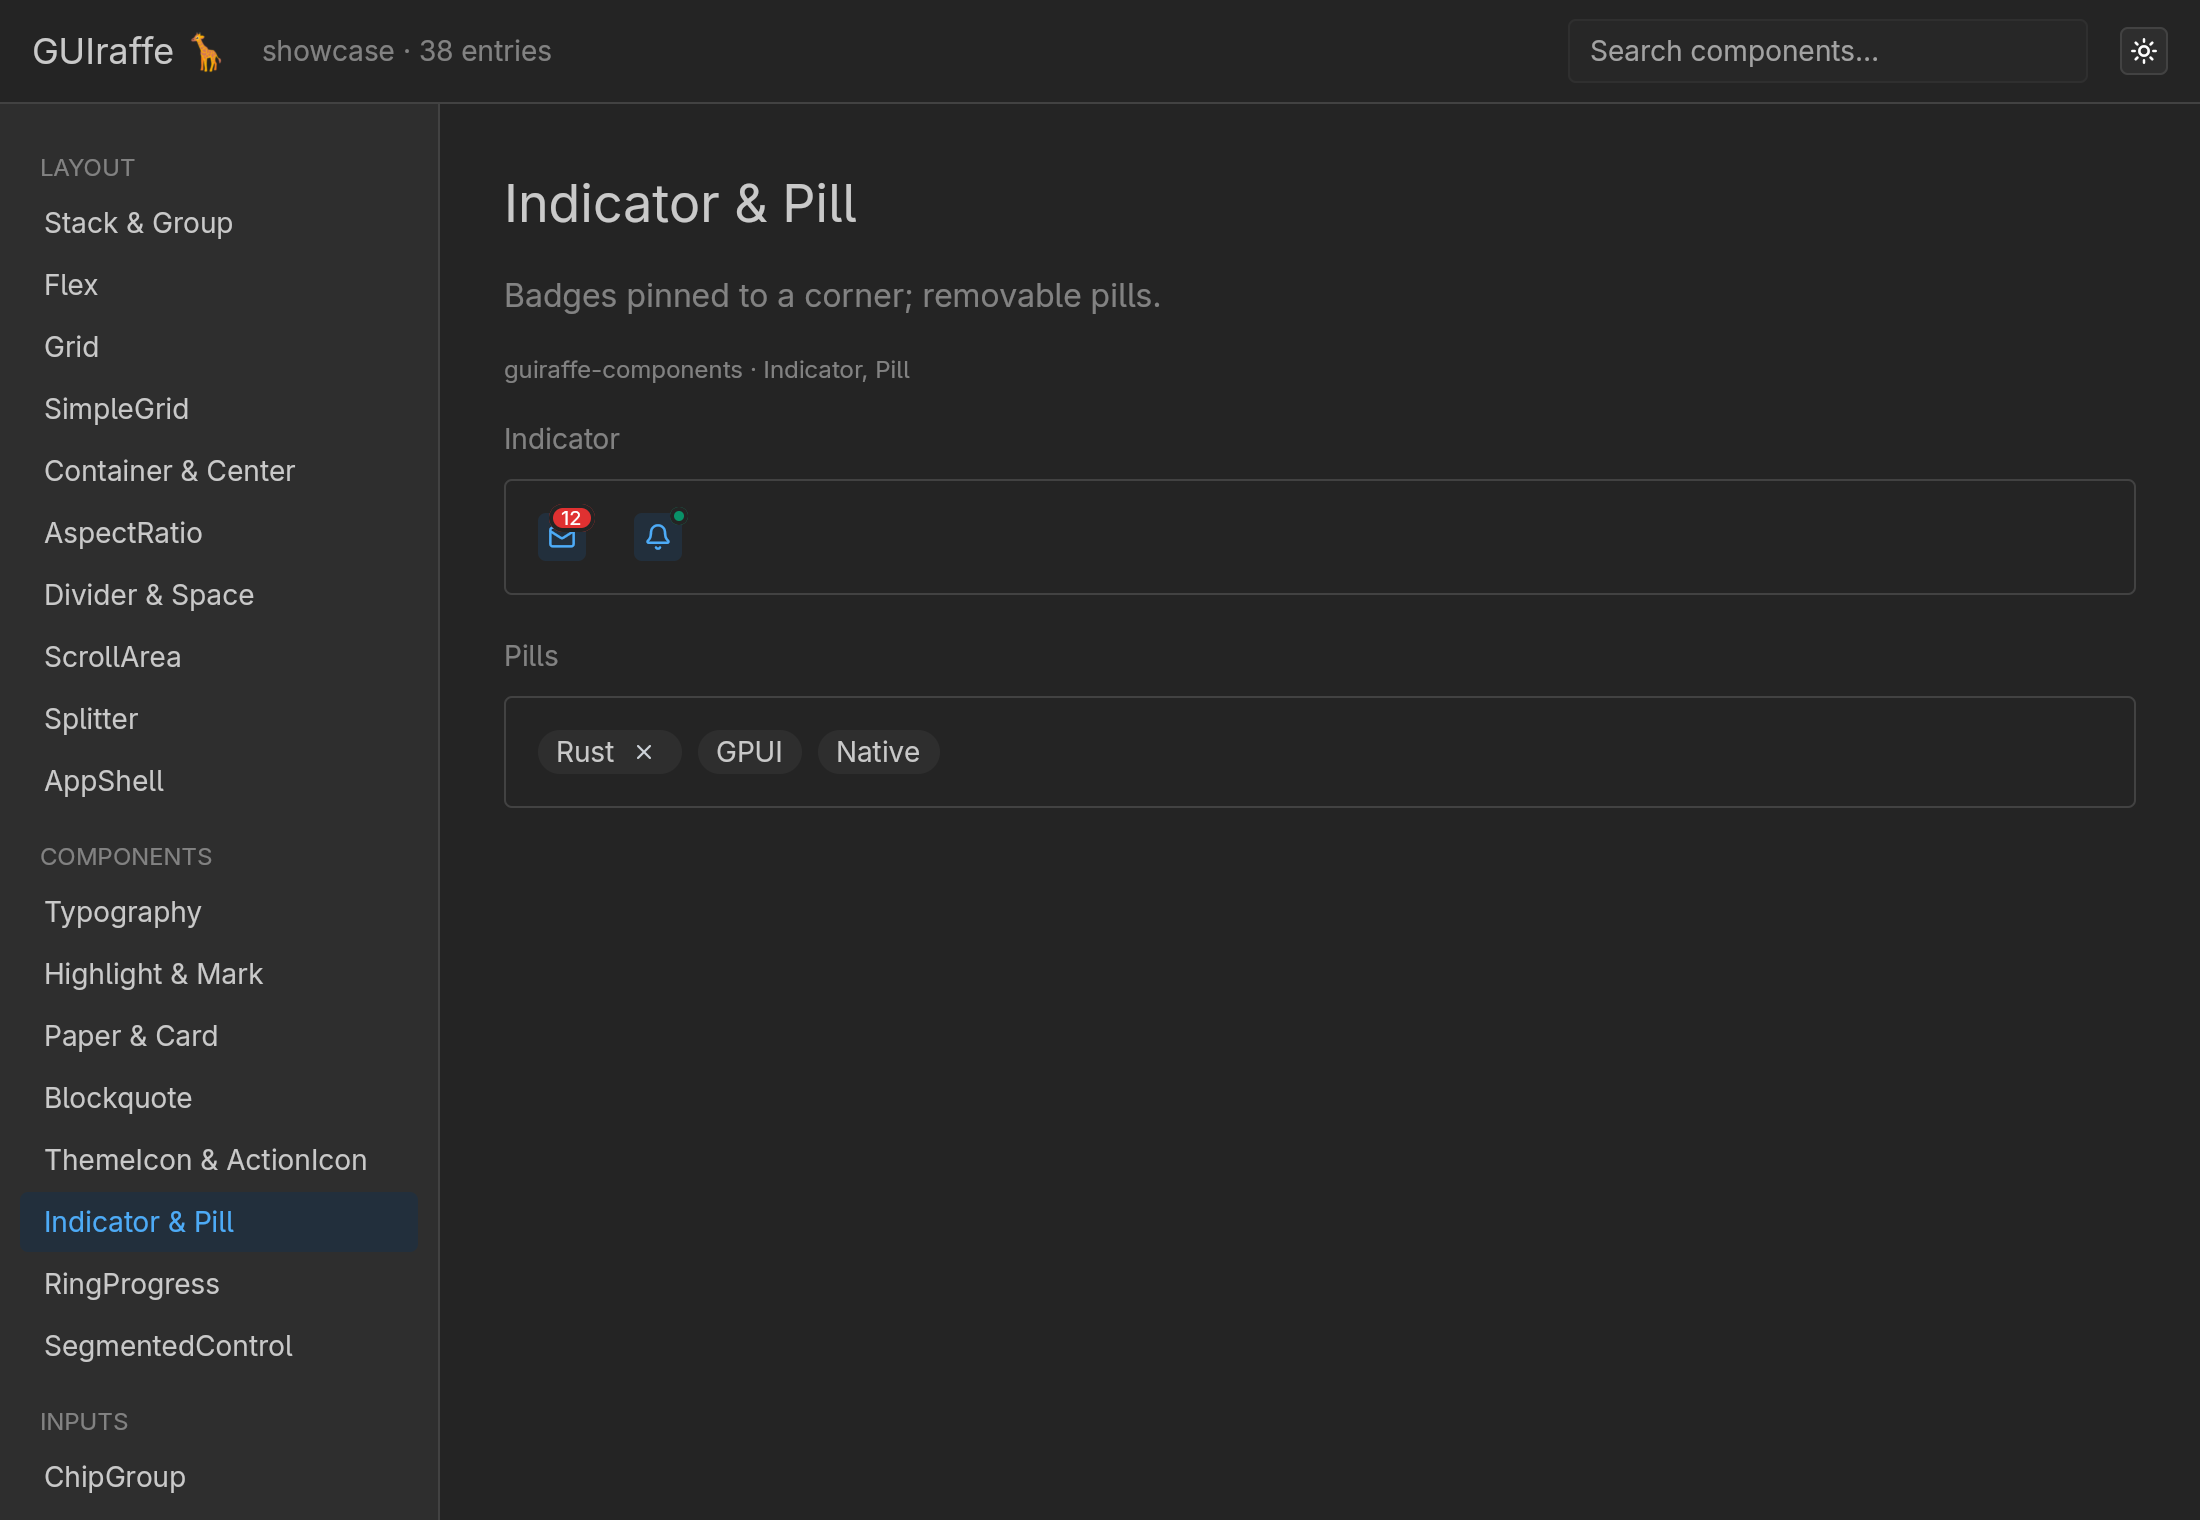 GUIraffe 🦒 showcase · 38 entries
Search components...
LAYOUT
Stack & Group
Flex
Grid
SimpleGrid
Container & Center
AspectRatio
Divider & Space
ScrollArea
Splitter
AppShell
COMPONENTS
Typography
Highlight & Mark
Paper & Card
Blockquote
ThemeIcon & ActionIcon
Indicator & Pill
RingProgress
SegmentedControl
INPUTS
ChipGroup
Indicator & Pill
Badges pinned to a corner; removable pills.
guiraffe-components · Indicator, Pill
Indicator
12
Pills
Rust
GPUI
Native